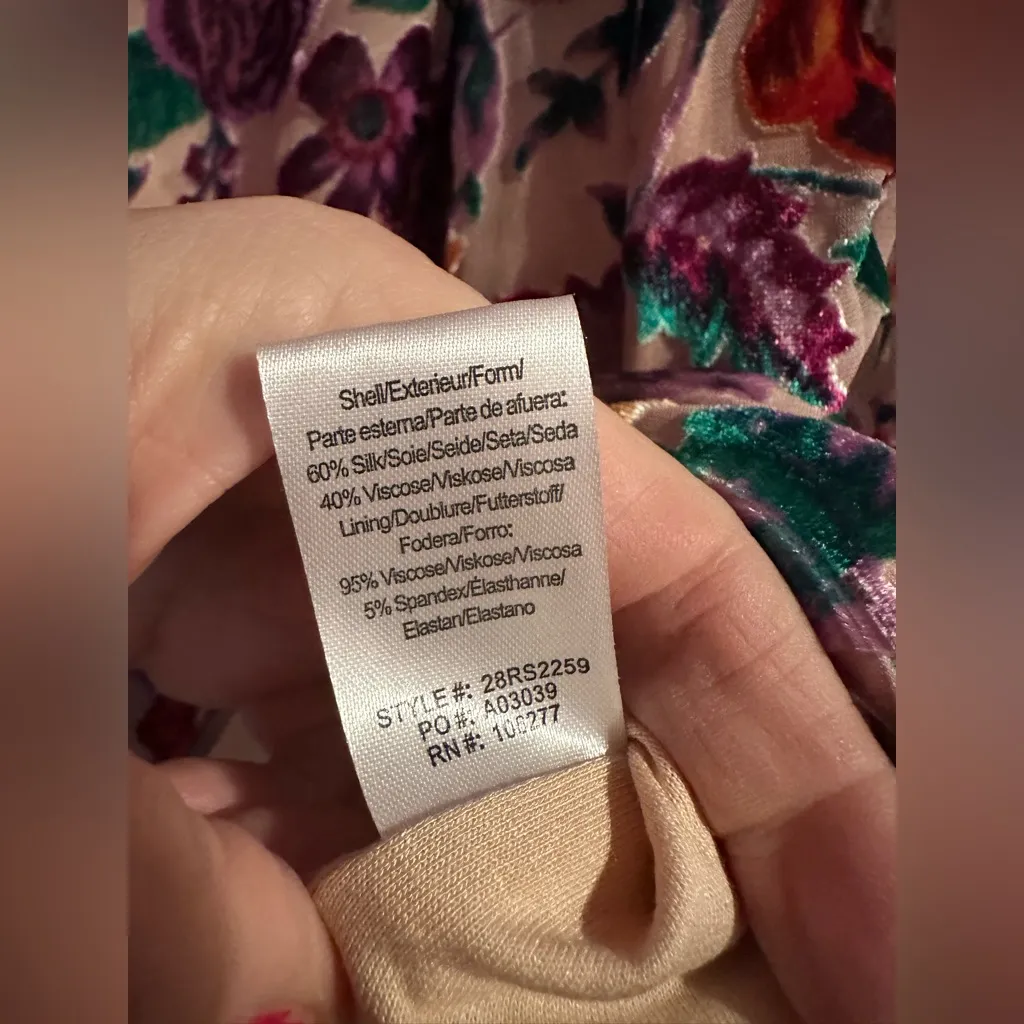 Shell/Exterieur/Form/
Parte esterna/Parte de afuera:
60% Silk/Soie/Seide/Seta/Seda
40% Viscose/Viskose/Viscosa
Lining/Doublure/Futterstoff/
Fodera/Forro:
95% Viscose/Viskose/Viscosa
5% Spandex/Élasthanne/
Elastan/Elastano
STYLE #: 28RS2259
PO #: A03039
RN #: